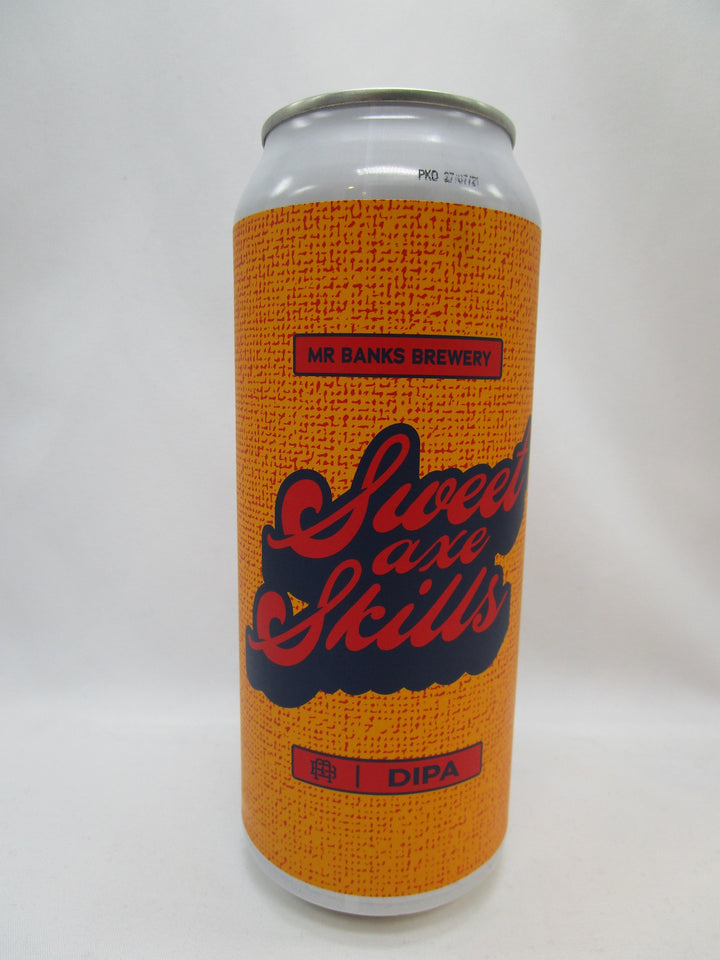 PKD 27/07/21
MR BANKS BREWERY
Sweet
axe
Skills
DIPA